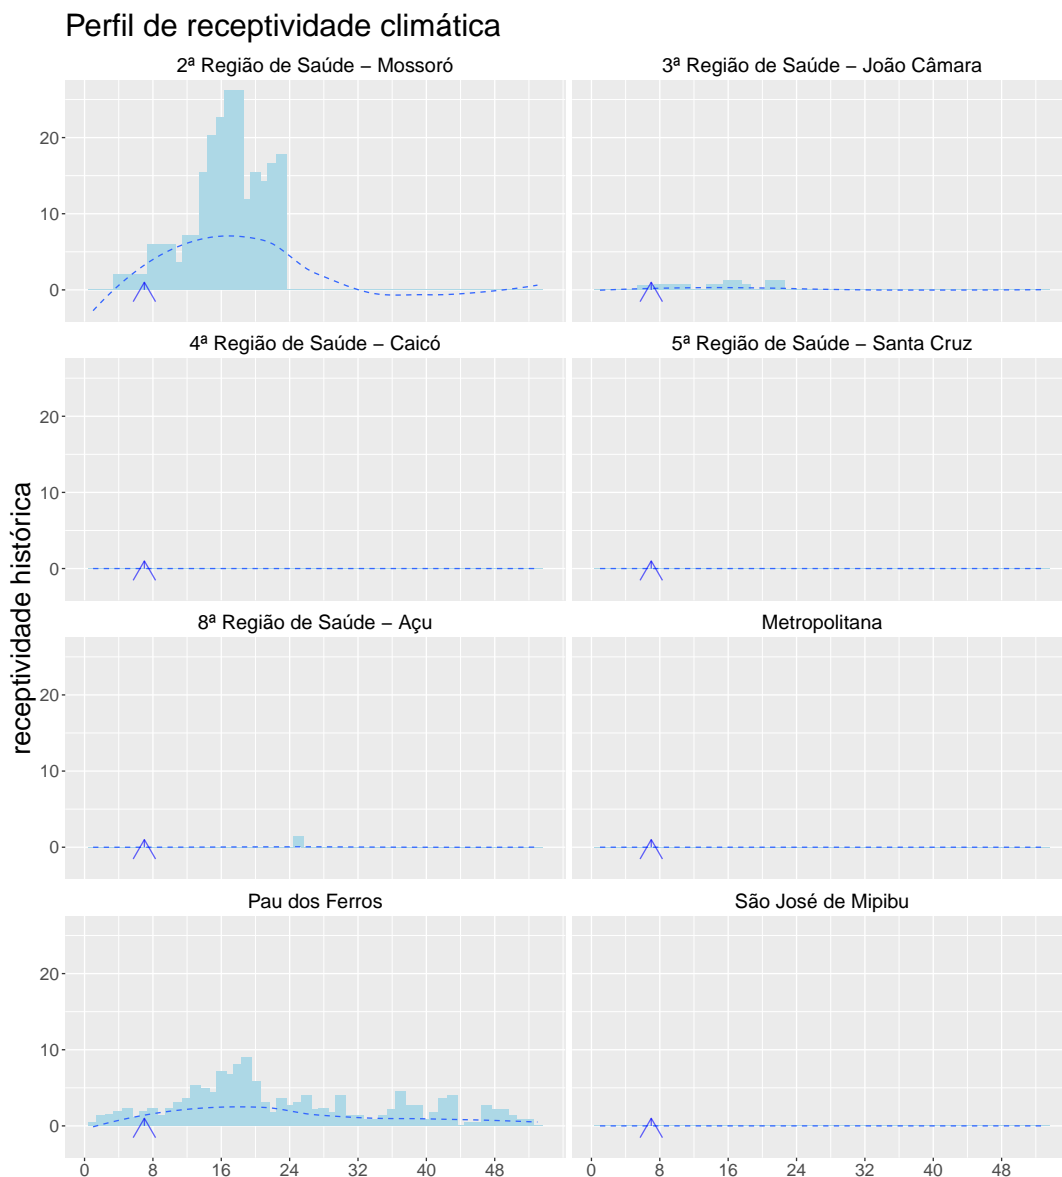 Perfil de receptividade climática
2ª Região de Saúde – Mossoró
3ª Região de Saúde – João Câmara
20
10
0
4ª Região de Saúde – Caicó
5ª Região de Saúde – Santa Cruz
20
10
0
receptividade histórica
8ª Região de Saúde – Açu
Metropolitana
20
10
0
Pau dos Ferros
São José de Mipibu
20
10
0
0 8 16 24 32 40 48
0 8 16 24 32 40 48